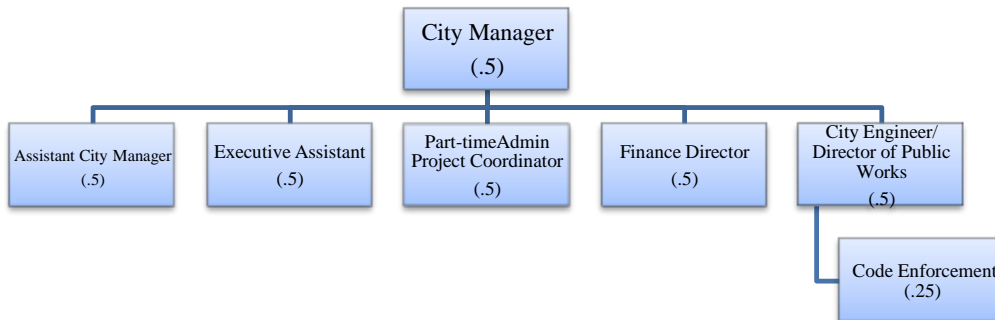 City Manager
(.5)
Assistant City Manager
(.5)
Executive Assistant
(.5)
Part-timeAdmin
Project Coordinator
(.5)
Finance Director
(.5)
City Engineer/
Director of Public
Works
(.5)
Code Enforcement
(.25)